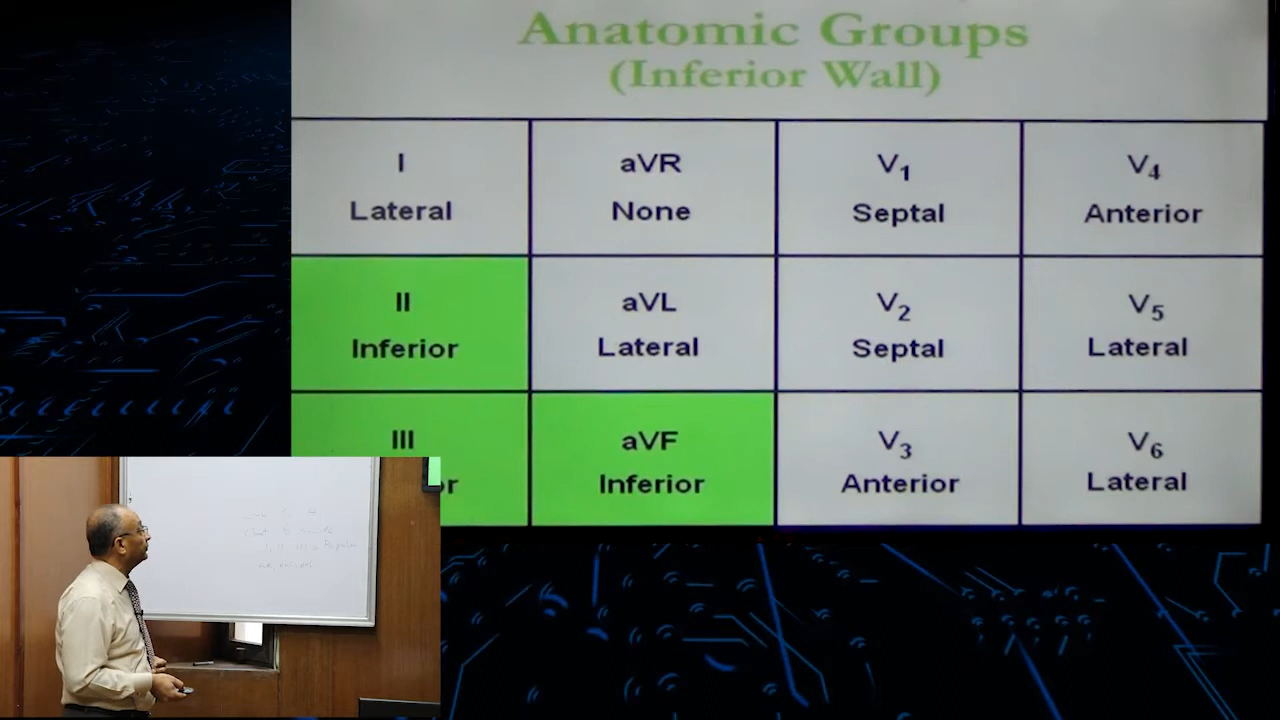 Anatomic Groups
(Inferior Wall)
I aVR V₁ V₄
Lateral None Septal Anterior
II aVL V₂ V₅
Inferior Lateral Septal Lateral
III aVF V₃ V₆
or Inferior Anterior Lateral